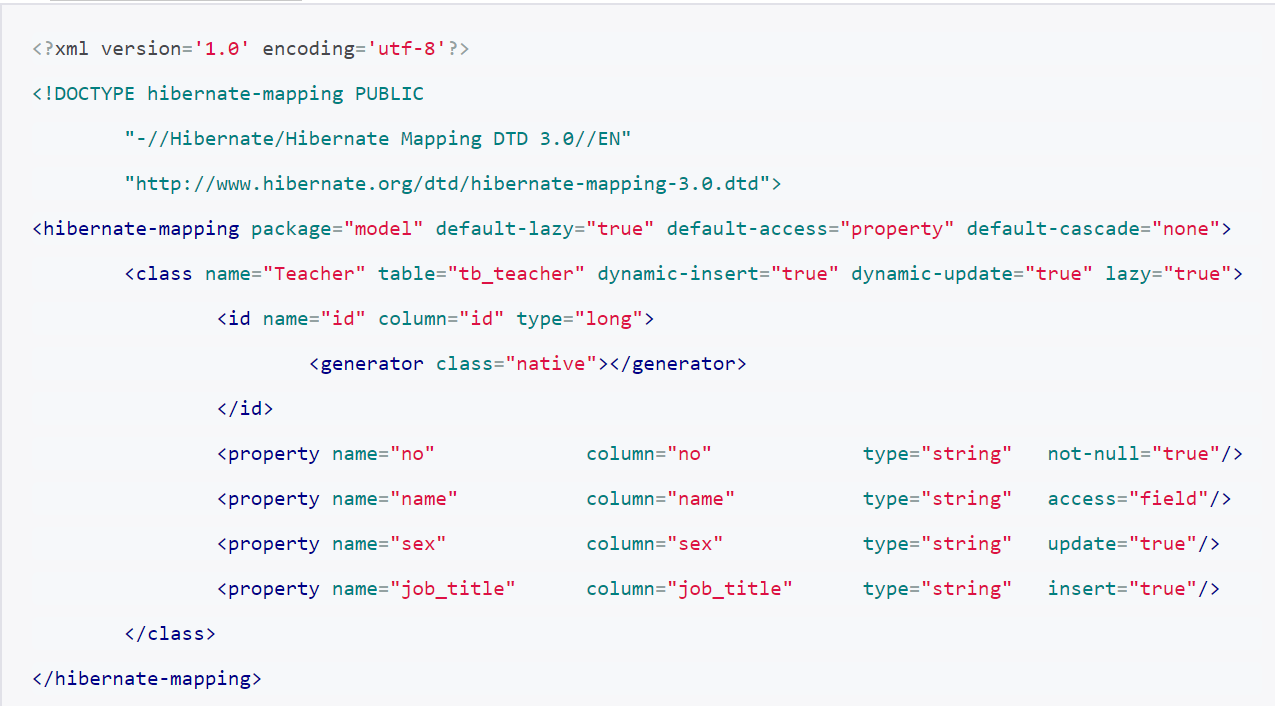 <?xml version='1.0' encoding='utf-8'?>
<!DOCTYPE hibernate-mapping PUBLIC
"-//Hibernate/Hibernate Mapping DTD 3.0//EN"
"http://www.hibernate.org/dtd/hibernate-mapping-3.0.dtd">
<hibernate-mapping package="model" default-lazy="true" default-access="property" default-cascade="none">
<class name="Teacher" table="tb_teacher" dynamic-insert="true" dynamic-update="true" lazy="true">
<id name="id" column="id" type="long">
<generator class="native"></generator>
</id>
<property name="no" column="no" type="string" not-null="true"/>
<property name="name" column="name" type="string" access="field"/>
<property name="sex" column="sex" type="string" update="true"/>
<property name="job_title" column="job_title" type="string" insert="true"/>
</class>
</hibernate-mapping>